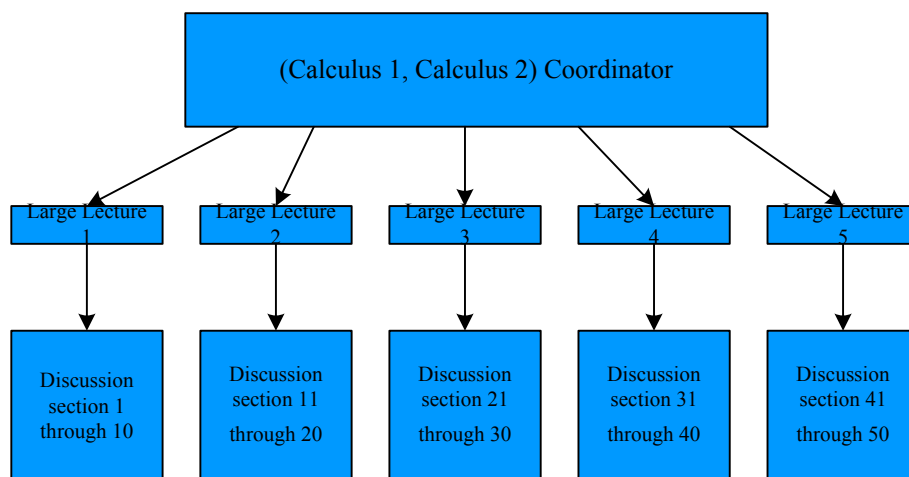 (Calculus 1, Calculus 2) Coordinator
Large Lecture
1
Large Lecture
2
Large Lecture
3
Large Lecture
4
Large Lecture
5
Discussion
section 1
through 10
Discussion
section 11
through 20
Discussion
section 21
through 30
Discussion
section 31
through 40
Discussion
section 41
through 50